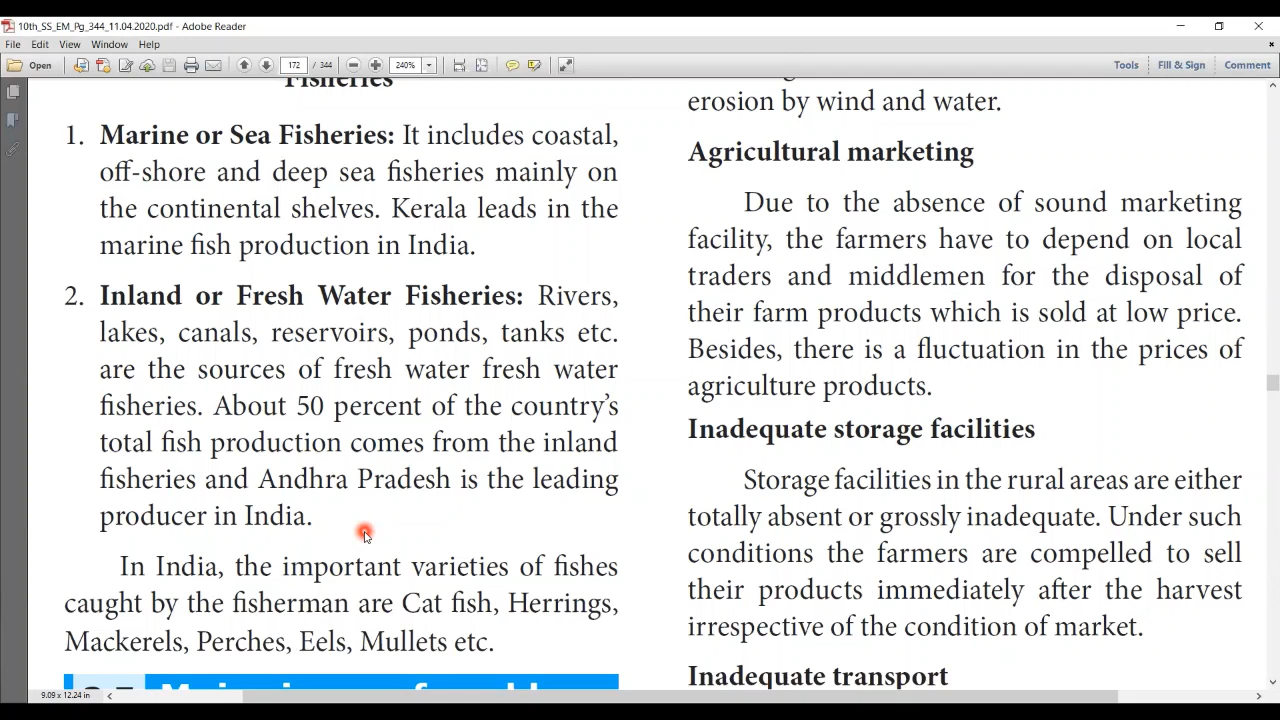 10th_SS_EM_Pg_344_11.04.2020.pdf - Adobe Reader
File Edit View Window Help
Open 172 / 344 240% Tools Fill & Sign Comment
Fisheries
1. Marine or Sea Fisheries: It includes coastal,
off-shore and deep sea fisheries mainly on
the continental shelves. Kerala leads in the
marine fish production in India.
2. Inland or Fresh Water Fisheries: Rivers,
lakes, canals, reservoirs, ponds, tanks etc.
are the sources of fresh water fresh water
fisheries. About 50 percent of the country's
total fish production comes from the inland
fisheries and Andhra Pradesh is the leading
producer in India.
In India, the important varieties of fishes
caught by the fisherman are Cat fish, Herrings,
Mackerels, Perches, Eels, Mullets etc.
erosion by wind and water.
Agricultural marketing
Due to the absence of sound marketing
facility, the farmers have to depend on local
traders and middlemen for the disposal of
their farm products which is sold at low price.
Besides, there is a fluctuation in the prices of
agriculture products.
Inadequate storage facilities
Storage facilities in the rural areas are either
totally absent or grossly inadequate. Under such
conditions the farmers are compelled to sell
their products immediately after the harvest
irrespective of the condition of market.
Inadequate transport
9.09 x 12.24 in